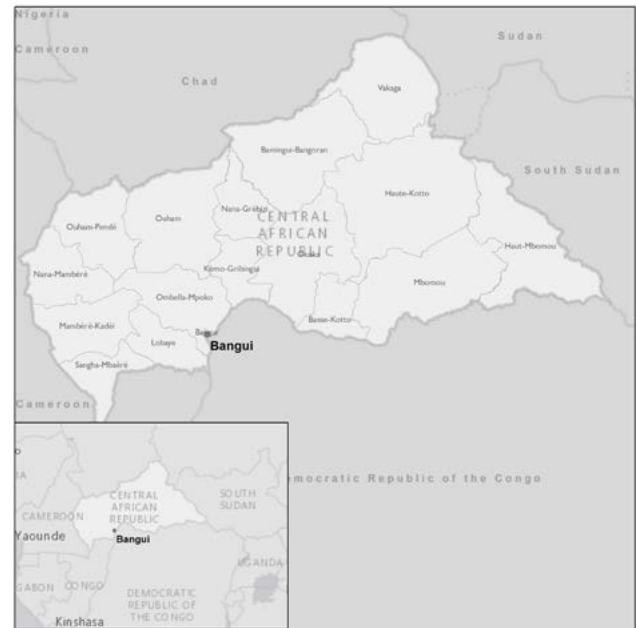 Nigeria
Cameroon
Sudan
Chad
Vakaga
Bamingui-Bangoran
South Sudan
Haute-Kotto
Nana-Grébizi
Ouham
Ouham-Pendé
CENTRAL
AFRICAN
REPUBLIC
Haut-Mbomou
Ouaka
Kémo-Gribingui
Nana-Mambéré
Mbomou
Ombella-Mpoko
Basse-Kotto
Mambéré-Kadéï
Lobaye
Bangui
Sangha-Mbaéré
Cameroon
emocratic Republic of the Congo
CENTRAL
AFRICAN
REPUBLIC
SOUTH
SUDAN
CAMEROON
Yaounde
Bangui
UGANDA
GABON
CONGO
DEMOCRATIC
REPUBLIC OF
THE CONGO
Kinshasa